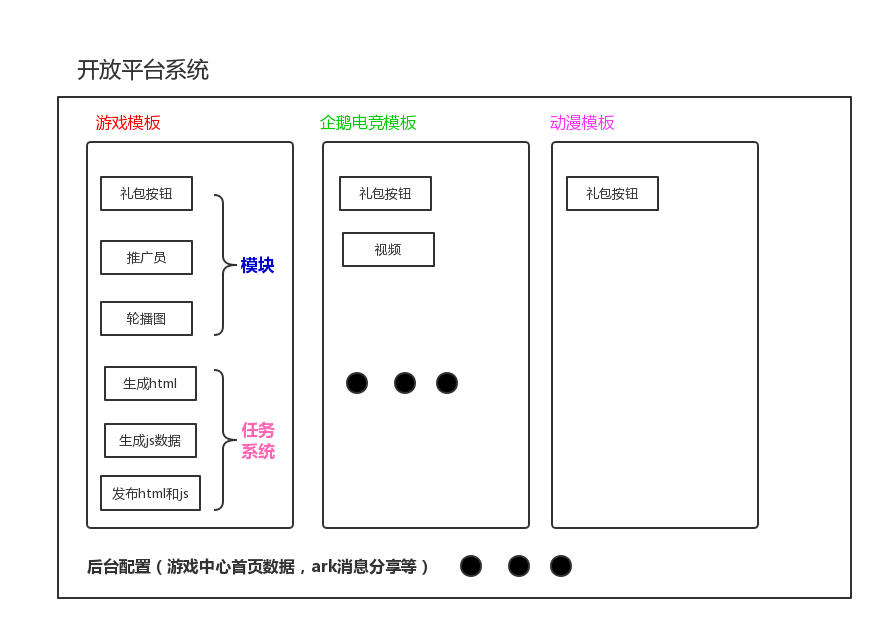 开放平台系统
游戏模板
企鹅电竞模板
动漫模板
礼包按钮
推广员
轮播图
模块
生成html
生成js数据
发布html和js
任务
系统
礼包按钮
视频
礼包按钮
后台配置（游戏中心首页数据，ark消息分享等）